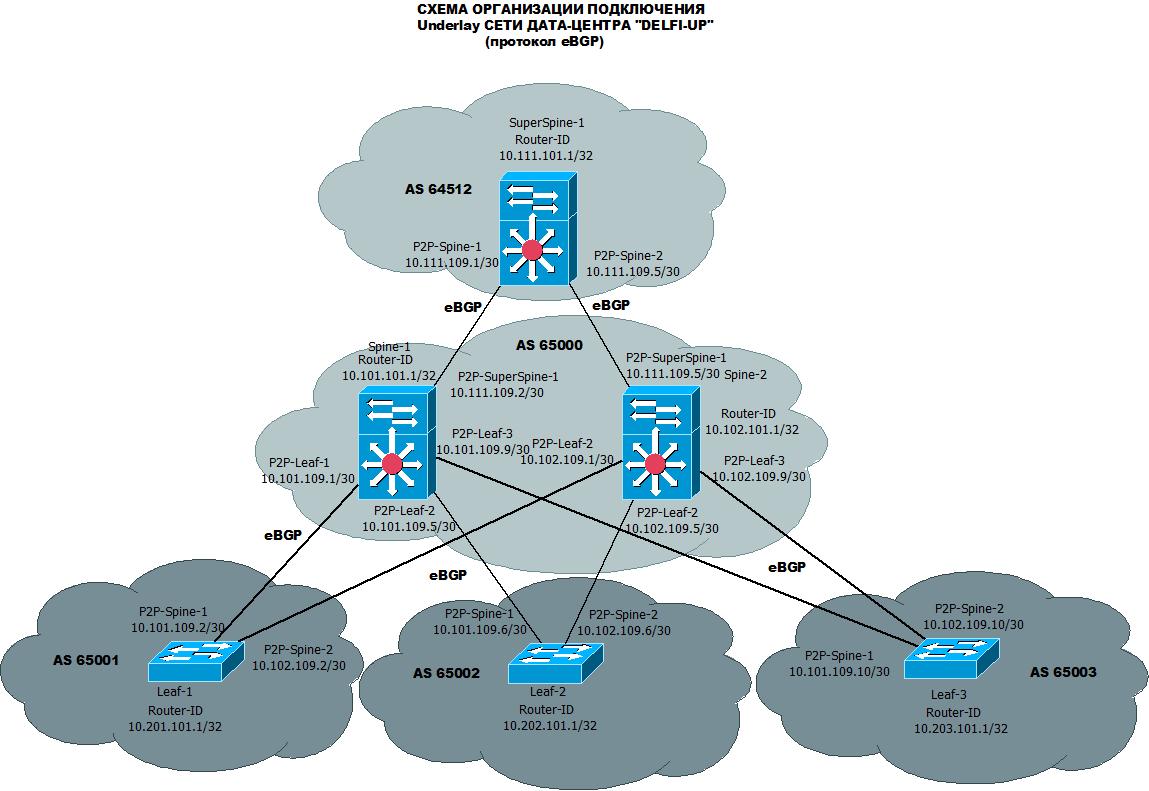 СХЕМА ОРГАНИЗАЦИИ ПОДКЛЮЧЕНИЯ
Underlay СЕТИ ДАТА-ЦЕНТРА "DELFI-UP"
(протокол eBGP)
SuperSpine-1
Router-ID
10.111.101.1/32
AS 64512
P2P-Spine-1
10.111.109.1/30
P2P-Spine-2
10.111.109.5/30
eBGP
eBGP
AS 65000
Spine-1
Router-ID
10.101.101.1/32
P2P-SuperSpine-1
10.111.109.2/30
P2P-SuperSpine-1
10.111.109.5/30
Spine-2
Router-ID
10.102.101.1/32
P2P-Leaf-1
10.101.109.1/30
P2P-Leaf-3
10.101.109.9/30
P2P-Leaf-2
10.102.109.1/30
P2P-Leaf-3
10.102.109.9/30
P2P-Leaf-2
10.101.109.5/30
P2P-Leaf-2
10.102.109.5/30
eBGP
eBGP
eBGP
P2P-Spine-1
10.101.109.2/30
P2P-Spine-2
10.102.109.2/30
AS 65001
Leaf-1
Router-ID
10.201.101.1/32
P2P-Spine-1
10.101.109.6/30
P2P-Spine-2
10.102.109.6/30
AS 65002
Leaf-2
Router-ID
10.202.101.1/32
P2P-Spine-2
10.102.109.10/30
P2P-Spine-1
10.101.109.10/30
AS 65003
Leaf-3
Router-ID
10.203.101.1/32